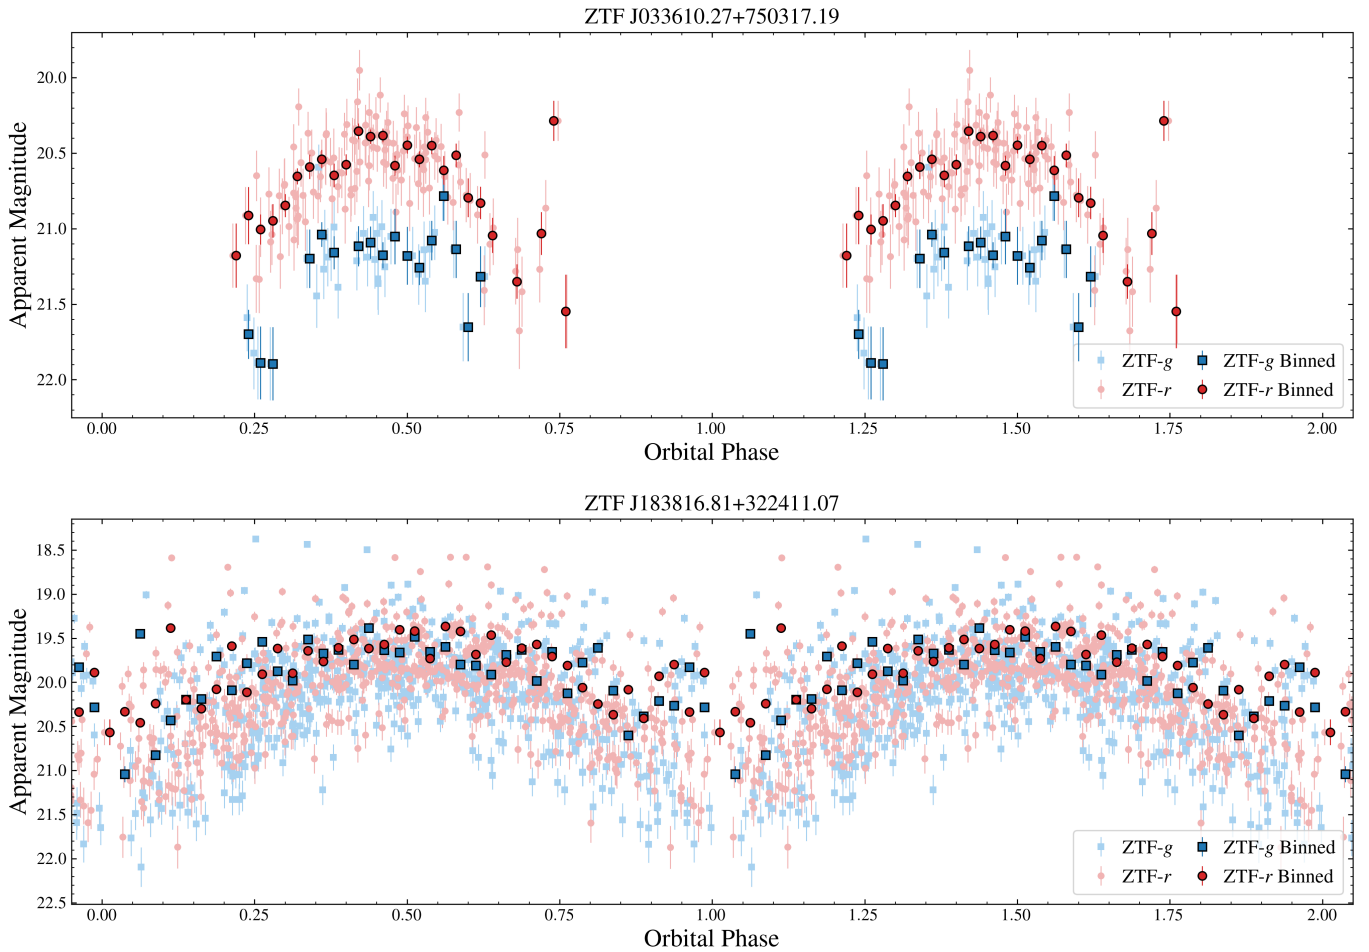 ZTF J033610.27+750317.19
20.0
20.5
21.0
21.5
22.0
Apparent Magnitude
ZTF-g
ZTF-g Binned
ZTF-r
ZTF-r Binned
0.00 0.25 0.50 0.75 1.00 1.25 1.50 1.75 2.00
Orbital Phase
ZTF J183816.81+322411.07
18.5
19.0
19.5
20.0
20.5
21.0
21.5
22.0
22.5
Apparent Magnitude
ZTF-g
ZTF-g Binned
ZTF-r
ZTF-r Binned
0.00 0.25 0.50 0.75 1.00 1.25 1.50 1.75 2.00
Orbital Phase